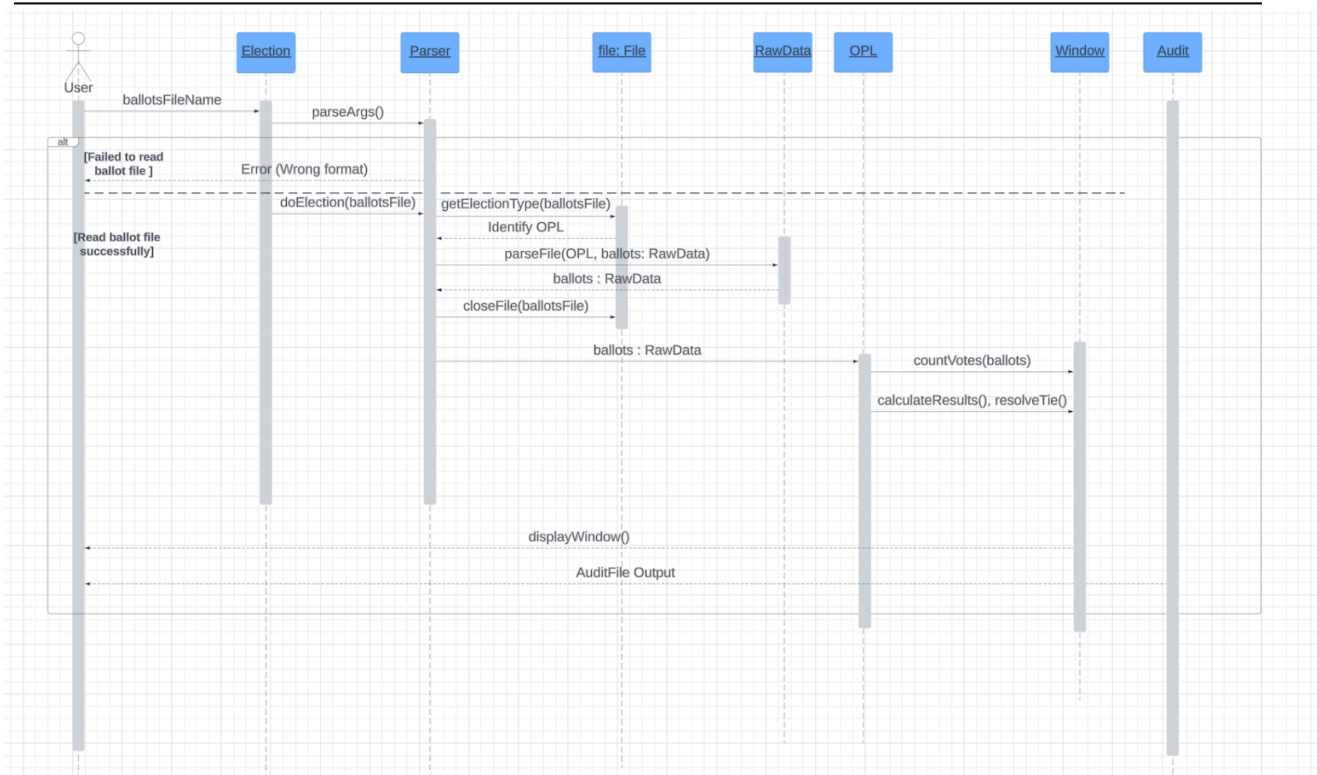 Election
Parser
file: File
RawData
OPL
Window
Audit
User
ballotsFileName
parseArgs()
alt
[Failed to read
ballot file ]
Error (Wrong format)
doElection(ballotsFile)
getElectionType(ballotsFile)
Identify OPL
[Read ballot file
successfully]
parseFile(OPL, ballots: RawData)
ballots : RawData
closeFile(ballotsFile)
ballots : RawData
countVotes(ballots)
calculateResults(), resolveTie()
displayWindow()
AuditFile Output